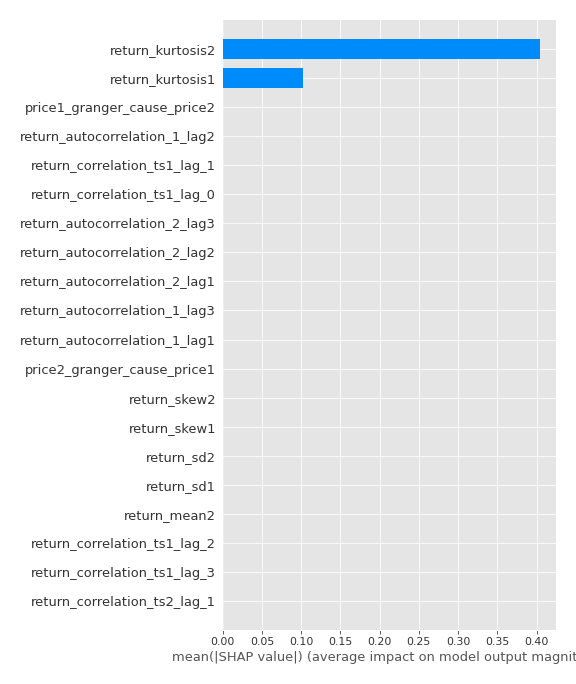 return_kurtosis2
return_kurtosis1
price1_granger_cause_price2
return_autocorrelation_1_lag2
return_correlation_ts1_lag_1
return_correlation_ts1_lag_0
return_autocorrelation_2_lag3
return_autocorrelation_2_lag2
return_autocorrelation_2_lag1
return_autocorrelation_1_lag3
return_autocorrelation_1_lag1
price2_granger_cause_price1
return_skew2
return_skew1
return_sd2
return_sd1
return_mean2
return_correlation_ts1_lag_2
return_correlation_ts1_lag_3
return_correlation_ts2_lag_1
0.00 0.05 0.10 0.15 0.20 0.25 0.30 0.35 0.40
mean(|SHAP value|) (average impact on model output magnit